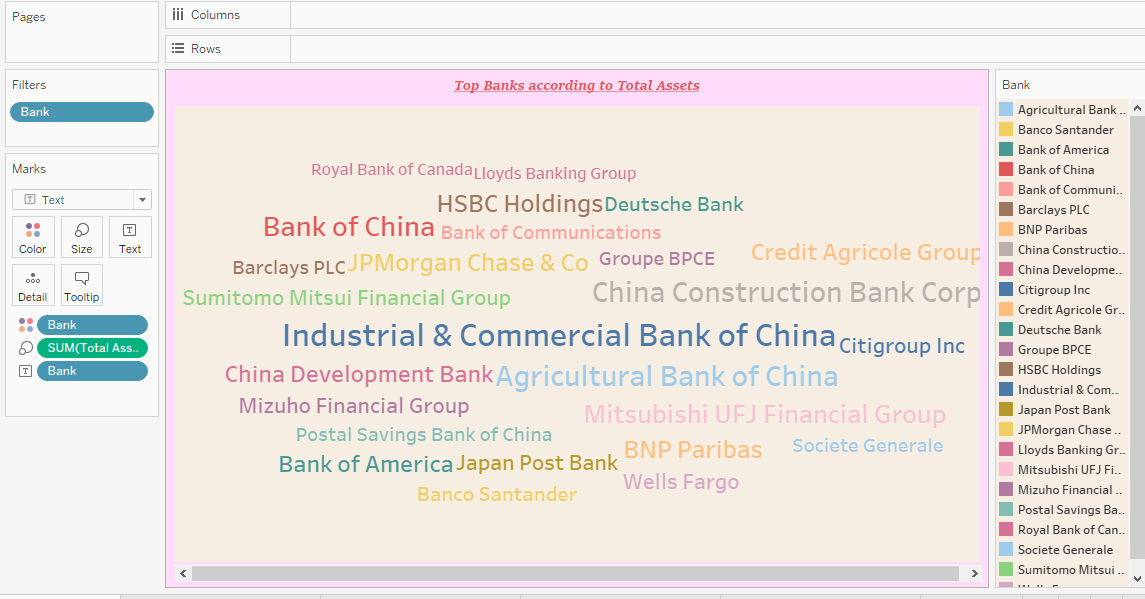 Pages
Columns
Rows
Filters
Bank
Marks
Text
Color
Size
Text
Detail
Tooltip
Bank
SUM(Total Ass..
Bank
Top Banks according to Total Assets
Royal Bank of Canada
Lloyds Banking Group
HSBC Holdings
Deutsche Bank
Bank of China
Bank of Communications
Credit Agricole Group
Groupe BPCE
Barclays PLC
JPMorgan Chase & Co
Sumitomo Mitsui Financial Group
China Construction Bank Corp
Industrial & Commercial Bank of China
Citigroup Inc
China Development Bank
Agricultural Bank of China
Mizuho Financial Group
Mitsubishi UFJ Financial Group
Postal Savings Bank of China
BNP Paribas
Societe Generale
Bank of America
Japan Post Bank
Wells Fargo
Banco Santander
Bank
Agricultural Bank ..
Banco Santander
Bank of America
Bank of China
Bank of Communi..
Barclays PLC
BNP Paribas
China Constructio..
China Developme..
Citigroup Inc
Credit Agricole Gr..
Deutsche Bank
Groupe BPCE
HSBC Holdings
Industrial & Com..
Japan Post Bank
JPMorgan Chase ..
Lloyds Banking Gr..
Mitsubishi UFJ Fi..
Mizuho Financial ..
Postal Savings Ba..
Royal Bank of Can..
Societe Generale
Sumitomo Mitsui ..